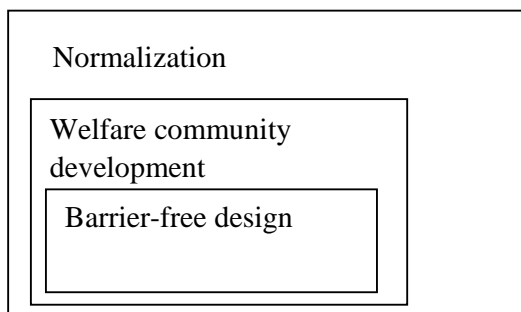 Normalization
Welfare community
development
Barrier-free design